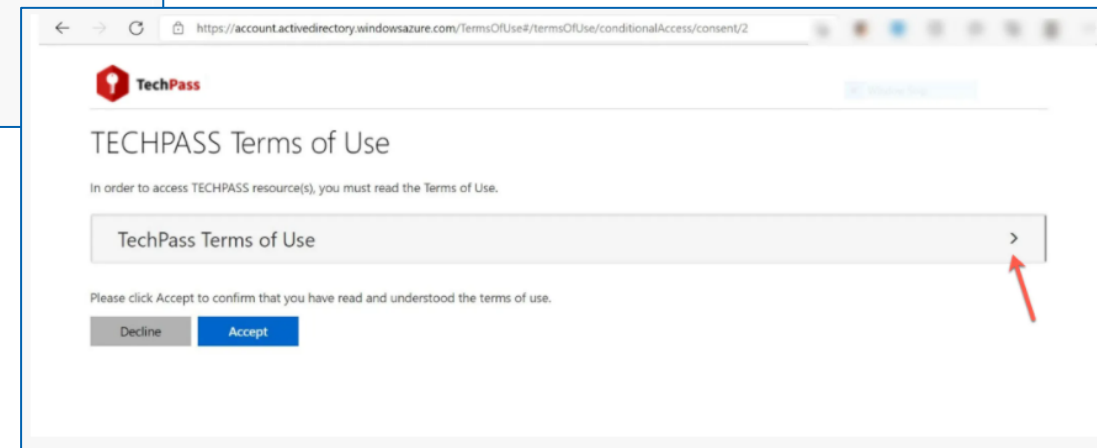 https://account.activedirectory.windowsazure.com/TermsOfUse#/termsOfUse/conditionalAccess/consent/2
TechPass
TECHPASS Terms of Use
In order to access TECHPASS resource(s), you must read the Terms of Use.
TechPass Terms of Use
Please click Accept to confirm that you have read and understood the terms of use.
Decline Accept